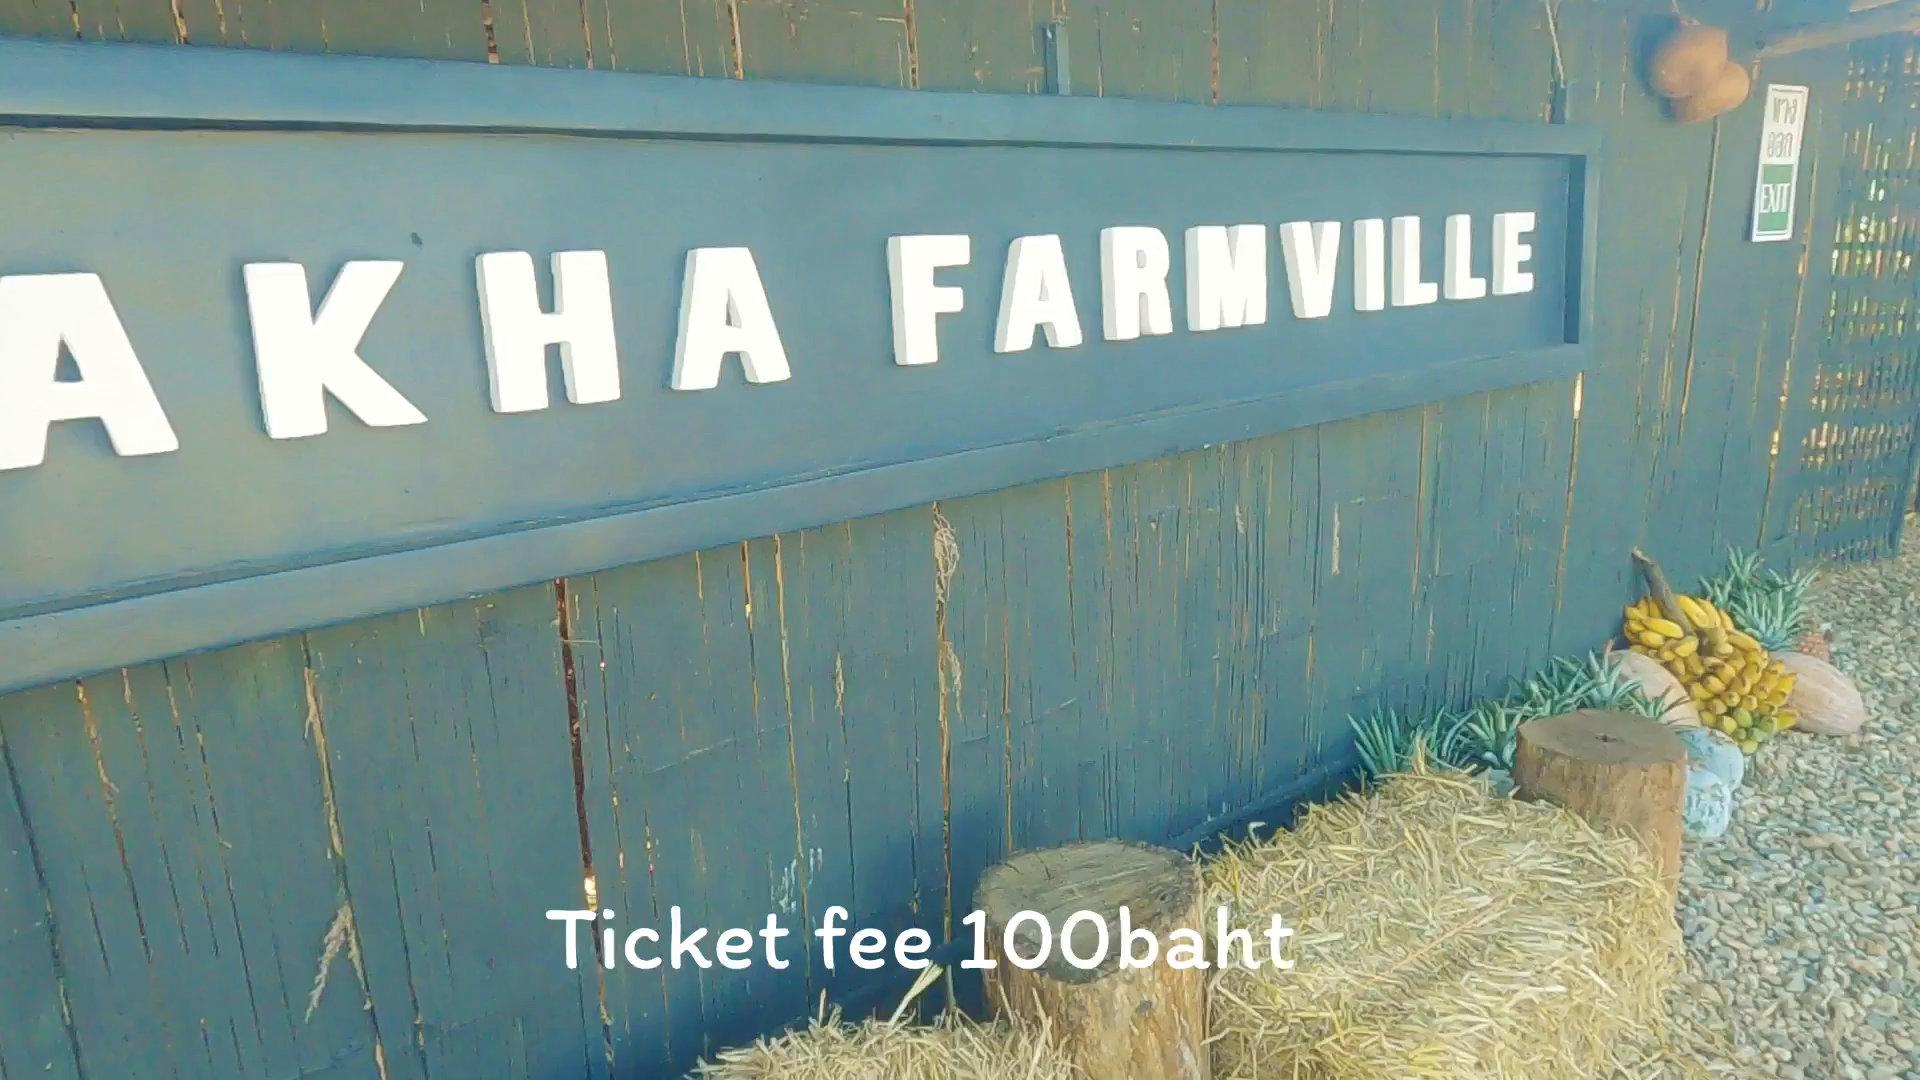 AKHA FARMVILLE
ทาง
ออก
EXIT
Ticket fee 100baht